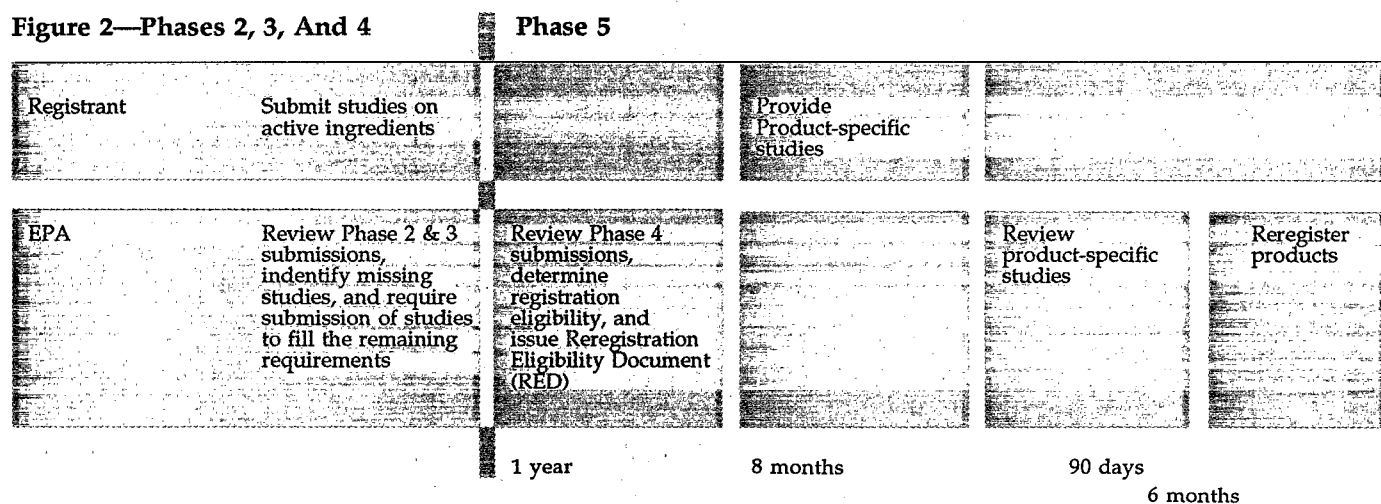 Figure 2—Phases 2, 3, And 4
Phase 5
Registrant
Submit studies on
active ingredients
Provide
Product-specific
studies
EPA
Review Phase 2 & 3
submissions,
indentify missing
studies, and require
submission of studies
to fill the remaining
requirements
Review Phase 4
submissions,
determine
registration
eligibility, and
issue Reregistration
Eligibility Document
(RED)
Review
product-specific
studies
Reregister
products
1 year
8 months
90 days
6 months